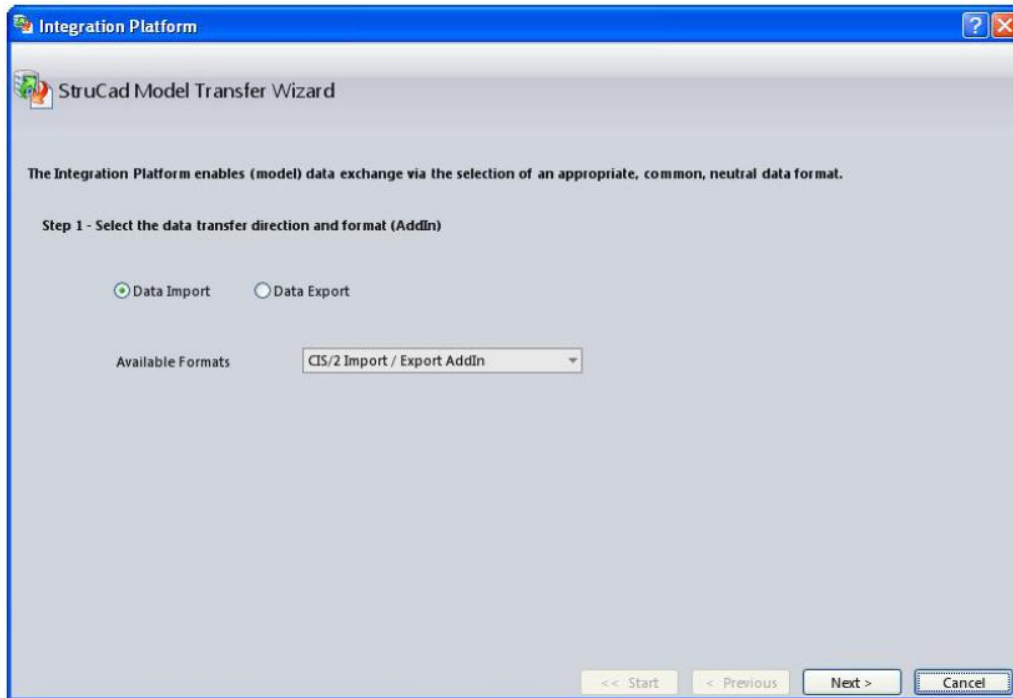 Integration Platform
StruCad Model Transfer Wizard
The Integration Platform enables (model) data exchange via the selection of an appropriate, common, neutral data format.
Step 1 - Select the data transfer direction and format (AddIn)
Data Import Data Export
Available Formats CIS/2 Import / Export AddIn
<< Start < Previous Next > Cancel